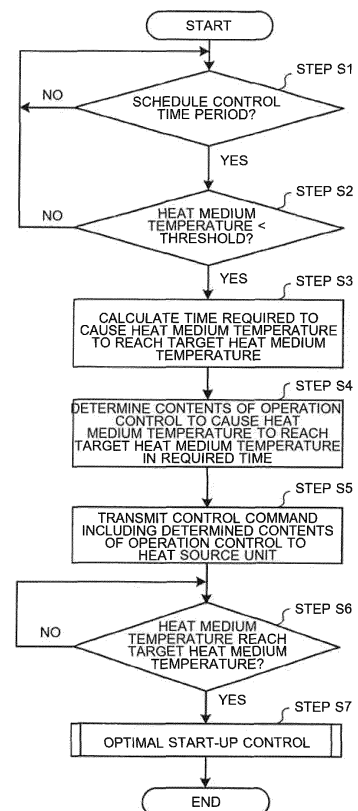 START
STEP S1
NO
SCHEDULE CONTROL
TIME PERIOD?
YES
STEP S2
NO
HEAT MEDIUM
TEMPERATURE <
THRESHOLD?
YES
STEP S3
CALCULATE TIME REQUIRED TO
CAUSE HEAT MEDIUM TEMPERATURE
TO REACH TARGET HEAT MEDIUM
TEMPERATURE
STEP S4
DETERMINE CONTENTS OF OPERATION
CONTROL TO CAUSE HEAT
MEDIUM TEMPERATURE TO REACH
TARGET HEAT MEDIUM TEMPERATURE
IN REQUIRED TIME
STEP S5
TRANSMIT CONTROL COMMAND
INCLUDING DETERMINED CONTENTS
OF OPERATION CONTROL TO
HEAT SOURCE UNIT
STEP S6
NO
HEAT MEDIUM
TEMPERATURE REACH
TARGET HEAT MEDIUM
TEMPERATURE?
YES
STEP S7
OPTIMAL START-UP CONTROL
END